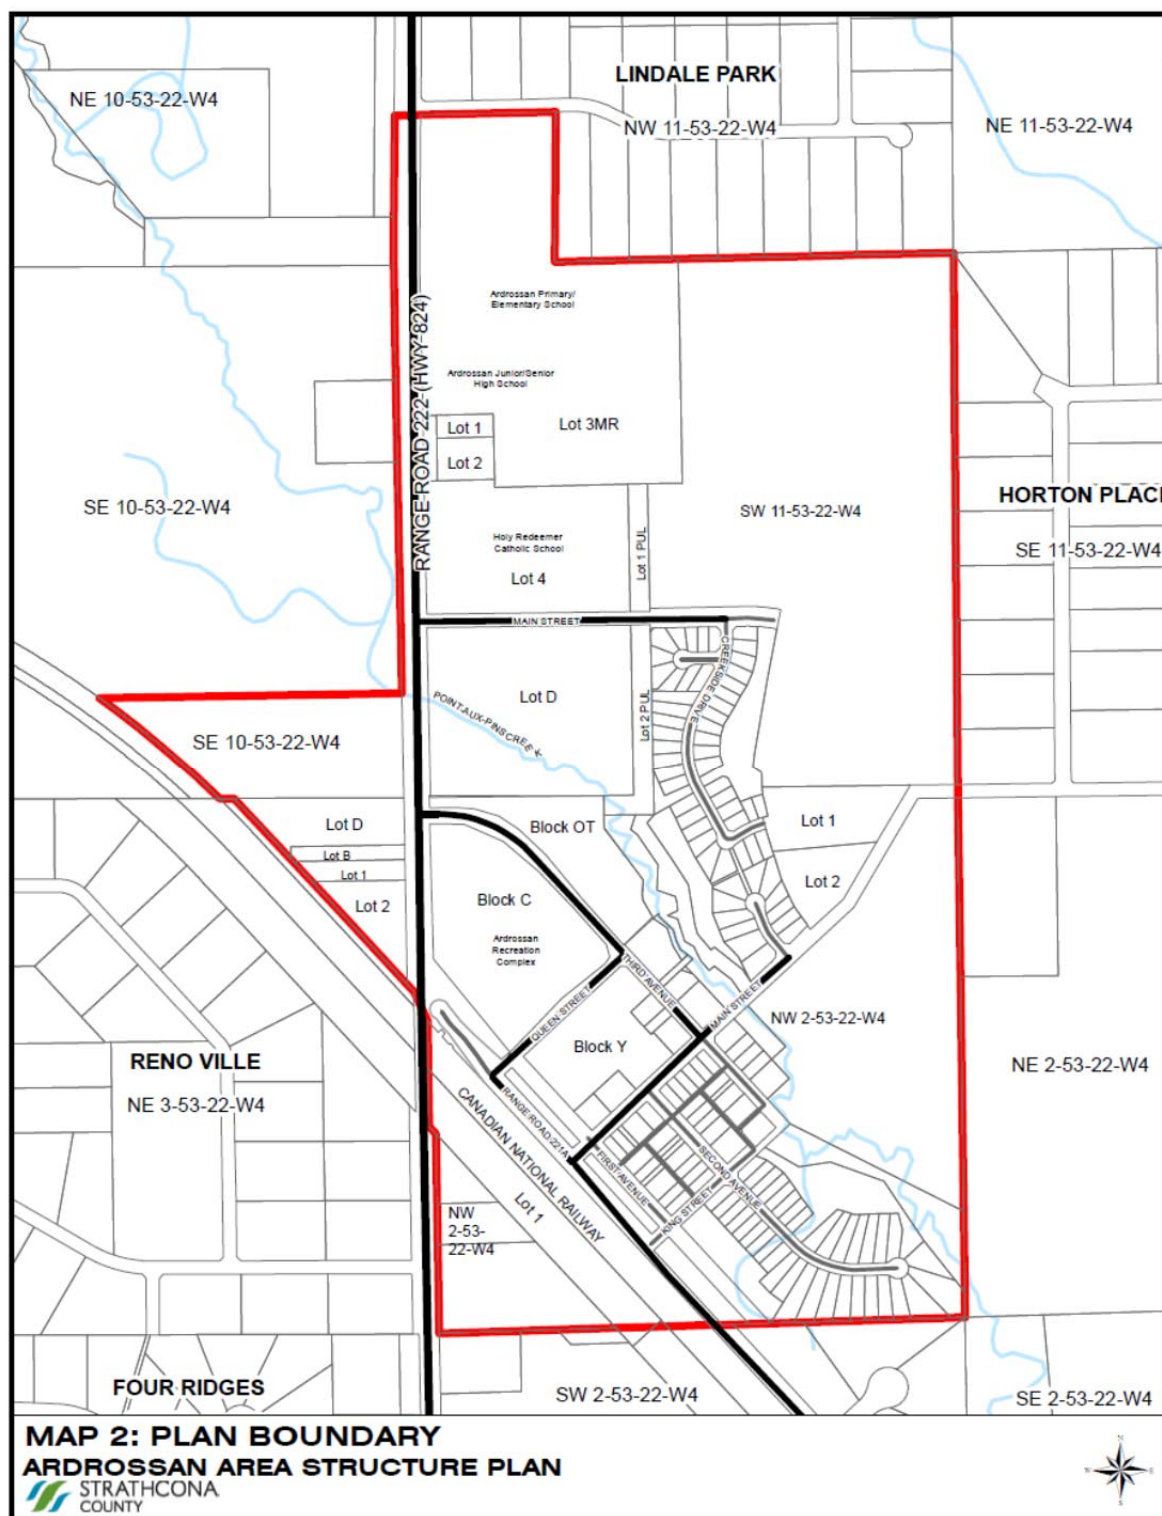 LINDALE PARK
NE 10-53-22-W4
NW 11-53-22-W4
NE 11-53-22-W4
Ardrossan Primary/
Elementary School
RANGE ROAD 222 (HWY 824)
Ardrossan Junior/Senior
High School
Lot 1
Lot 3MR
Lot 2
HORTON PLAC
SE 10-53-22-W4
SW 11-53-22-W4
Holy Redeemer
Catholic School
Lot 4
Lot 1 PUL
SE 11-53-22-W4
MAIN STREET
CREEKSIDE DRIVE
Lot D
POINT-AUX-PINS CREEK
Lot 2 PUL
SE 10-53-22-W4
Lot D
Block OT
Lot 1
Lot B
Lot 1
Lot 2
Lot 2
Block C
Ardrossan
Recreation
Complex
THIRD AVENUE
QUEEN STREET
MAIN STREET
NW 2-53-22-W4
Block Y
RENO VILLE
NE 3-53-22-W4
NE 2-53-22-W4
CANADIAN NATIONAL RAILWAY
RANGE ROAD 221A
FIRST AVENUE
SECOND AVENUE
KING STREET
Lot 1
NW
2-53-
22-W4
FOUR RIDGES
SW 2-53-22-W4
SE 2-53-22-W4
MAP 2: PLAN BOUNDARY
ARDROSSAN AREA STRUCTURE PLAN
STRATHCONA
COUNTY
N
W
E
S